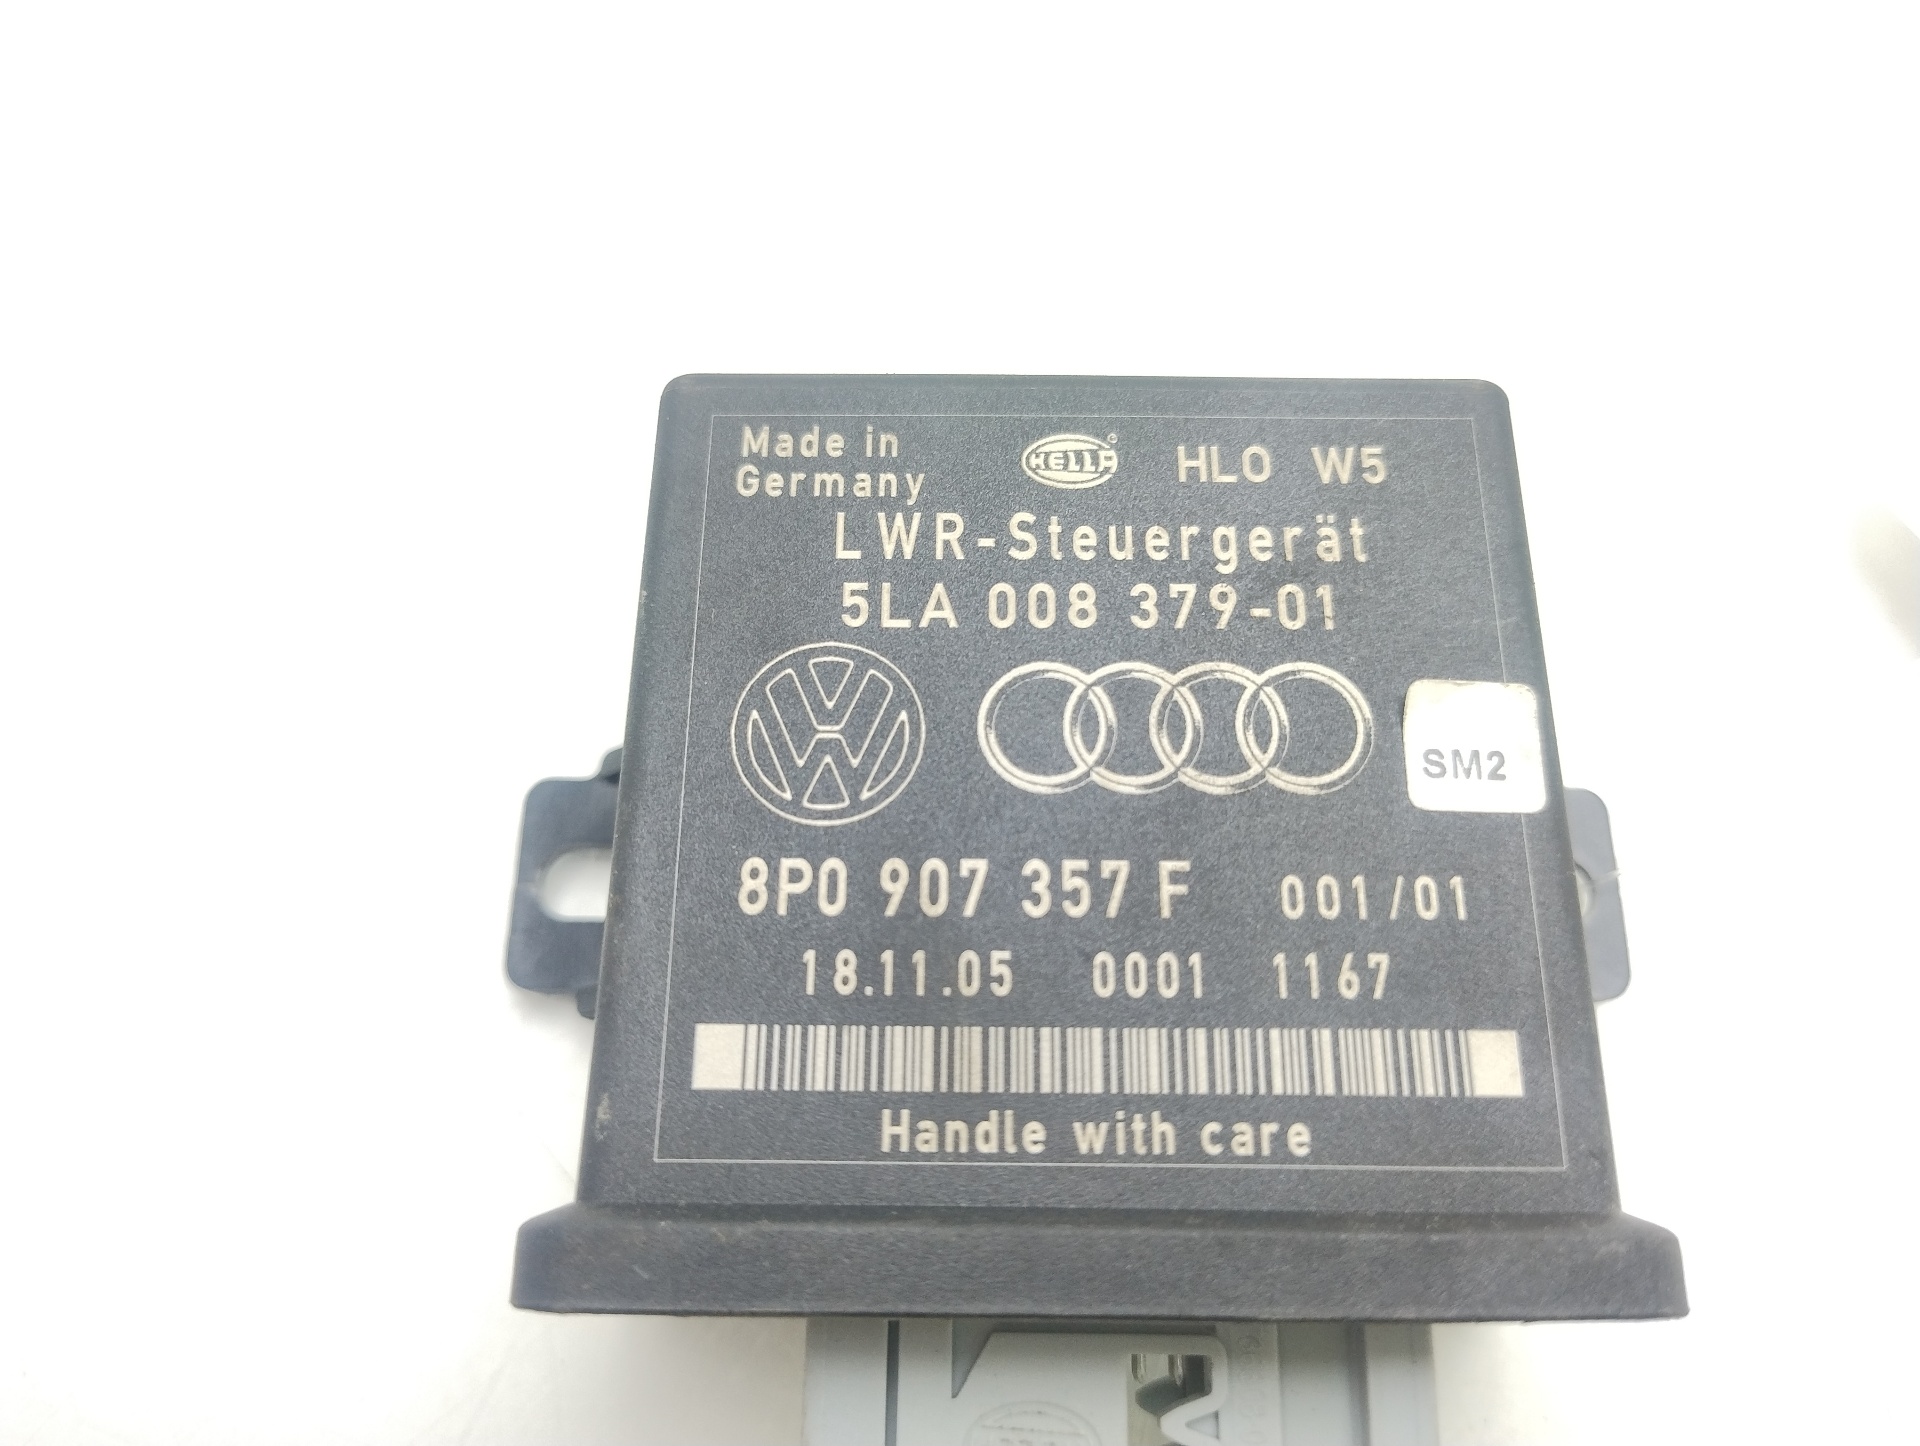 Made in
Germany
HELLA
HLO W5
LWR-Steuergerät
5LA 008 379-01
SM2
8P0 907 357 F 001/01
18.11.05 0001 1167
Handle with care